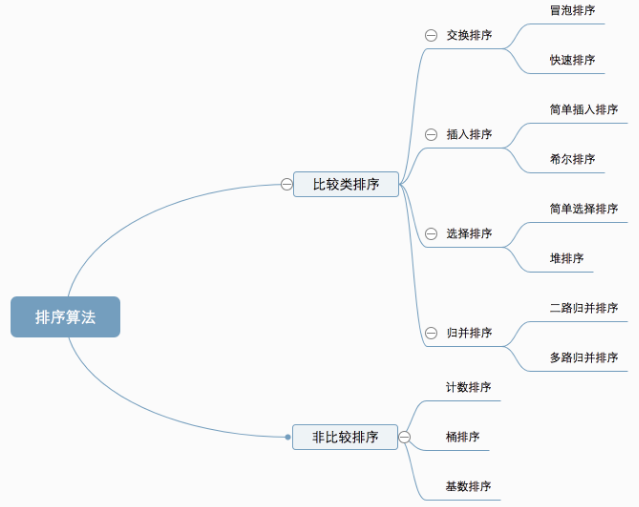 排序算法
比较类排序
交换排序
冒泡排序
快速排序
插入排序
简单插入排序
希尔排序
选择排序
简单选择排序
堆排序
归并排序
二路归并排序
多路归并排序
非比较排序
计数排序
桶排序
基数排序